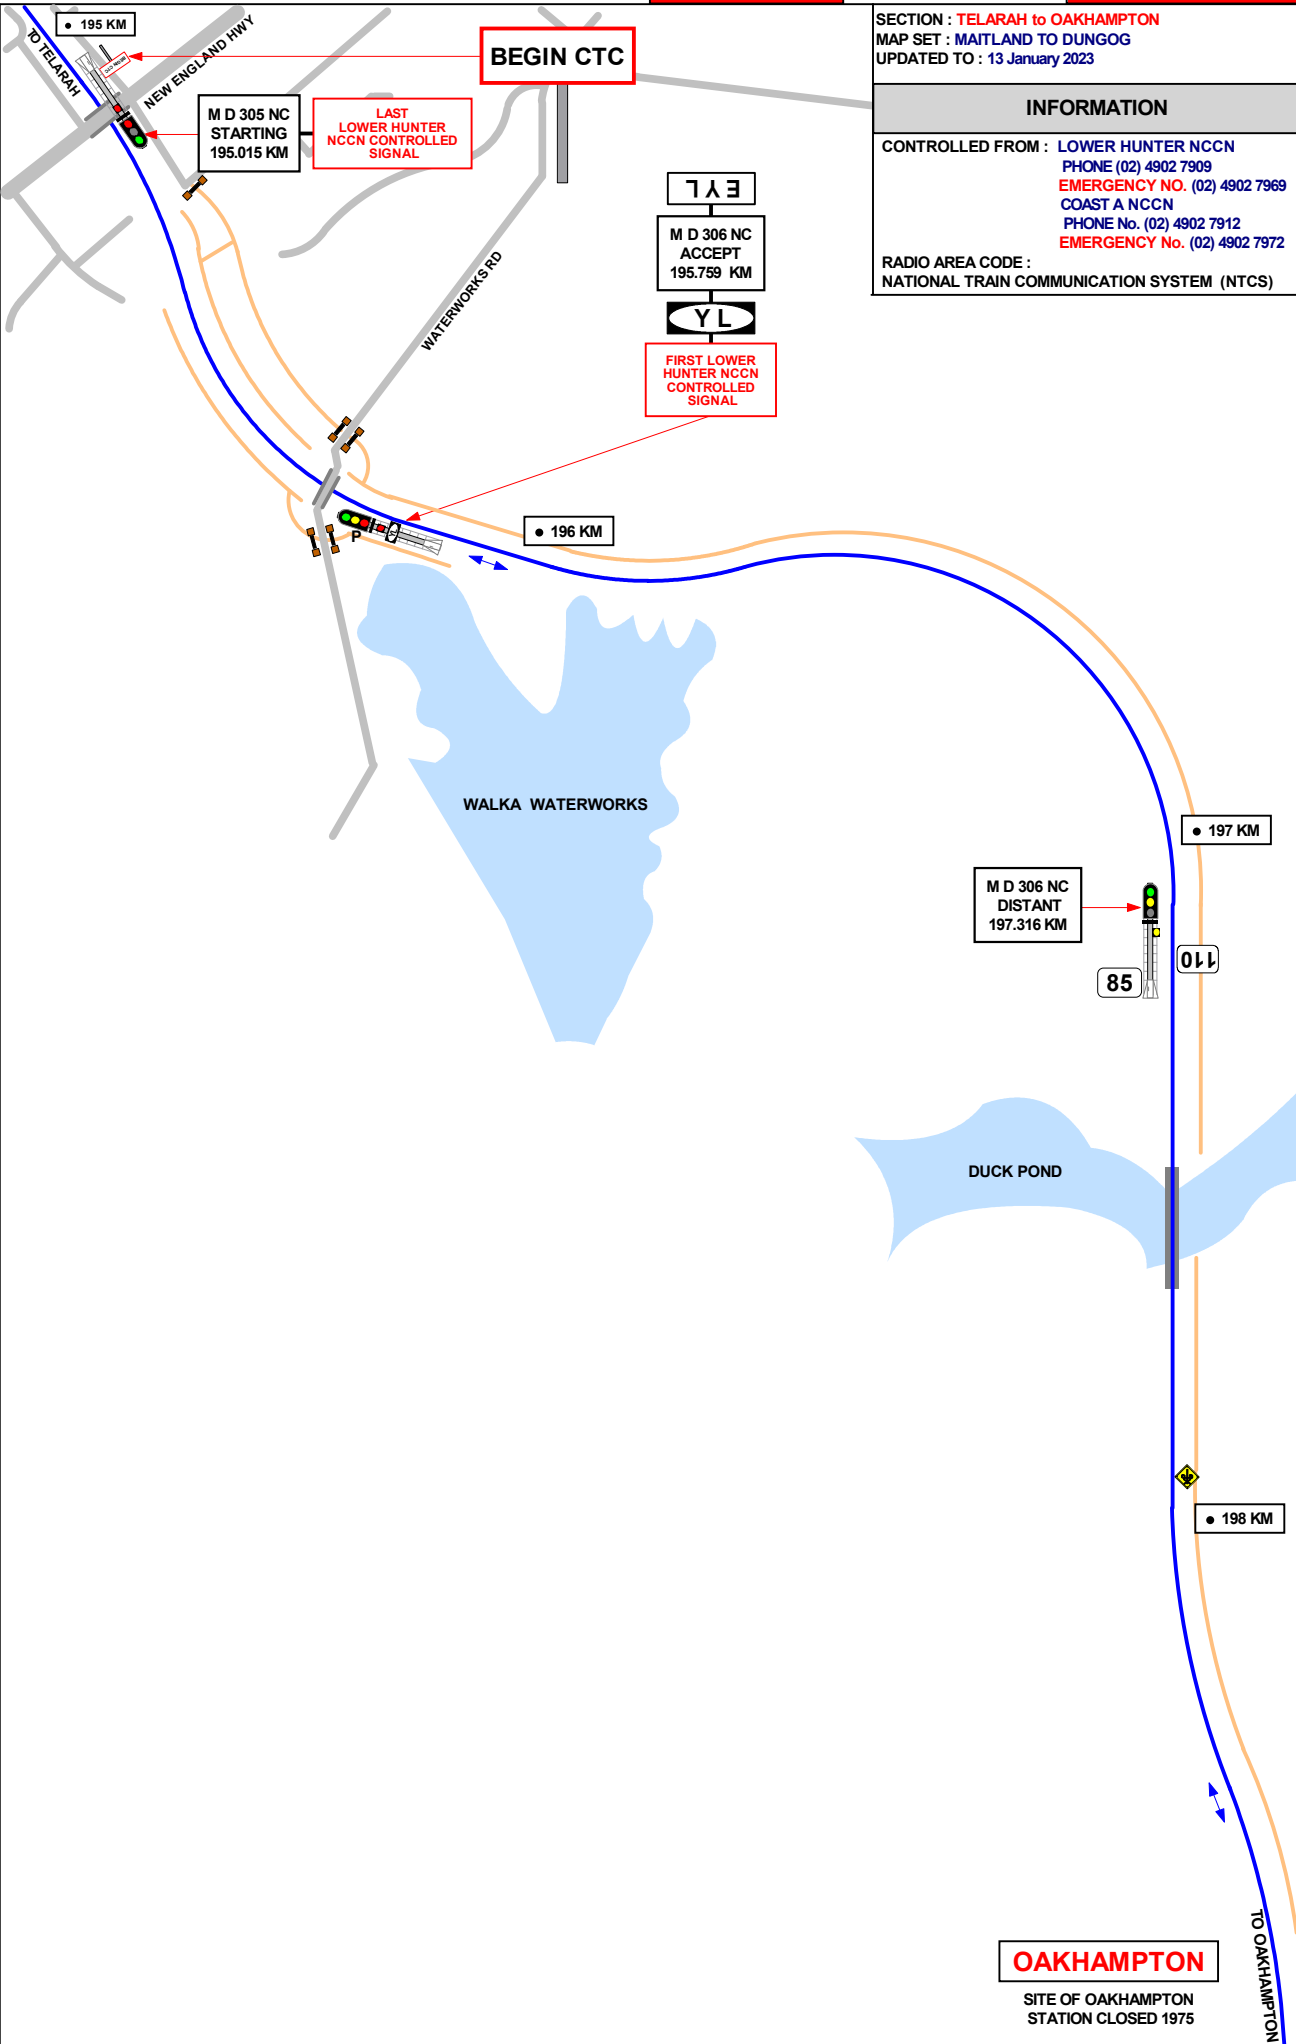 SECTION : TELARAH to OAKHAMPTON
MAP SET : MAITLAND TO DUNGOG
UPDATED TO : 13 January 2023
INFORMATION
CONTROLLED FROM : LOWER HUNTER NCCN
PHONE (02) 4902 7909
EMERGENCY NO. (02) 4902 7969
COAST A NCCN
PHONE No. (02) 4902 7912
EMERGENCY No. (02) 4902 7972
RADIO AREA CODE :
NATIONAL TRAIN COMMUNICATION SYSTEM (NTCS)
195 KM
TO TELARAH
NEW ENGLAND HWY
BEGIN CTC
BEGIN CTC
M D 305 NC
STARTING
195.015 KM
LAST
LOWER HUNTER
NCCN CONTROLLED
SIGNAL
EYL
M D 306 NC
ACCEPT
195.759 KM
Y L
FIRST LOWER
HUNTER NCCN
CONTROLLED
SIGNAL
WATERWORKS RD
P
196 KM
WALKA WATERWORKS
197 KM
M D 306 NC
DISTANT
197.316 KM
110
85
DUCK POND
198 KM
TO OAKHAMPTON
OAKHAMPTON
SITE OF OAKHAMPTON
STATION CLOSED 1975